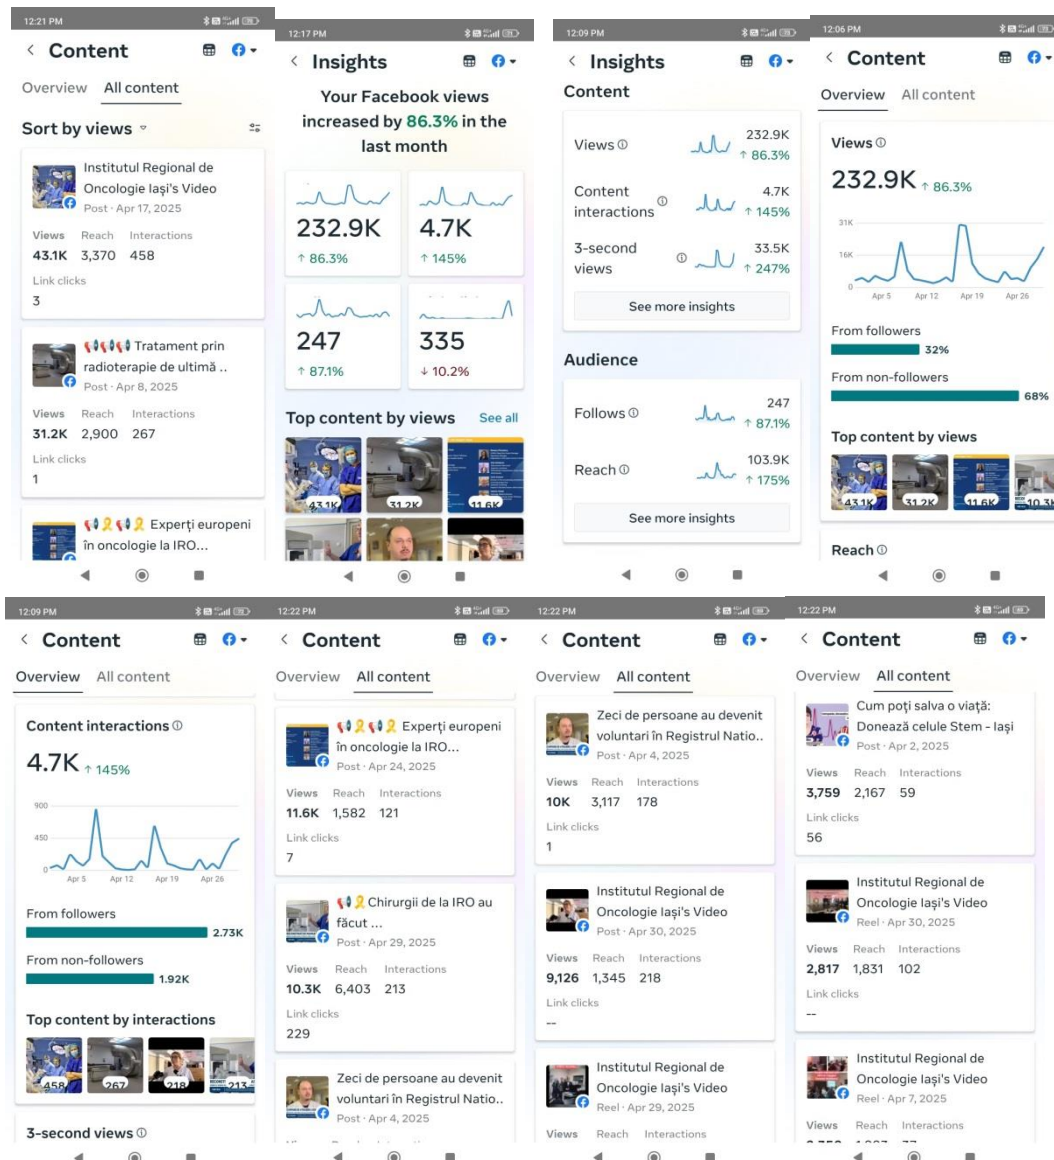 12:21 PM
Content
Overview All content
Sort by views
Institutul Regional de
Oncologie Iași's Video
Post · Apr 17, 2025
Views Reach Interactions
43.1K 3,370 458
Link clicks
3
Tratament prin
radioterapie de ultimă ..
Post · Apr 8, 2025
Views Reach Interactions
31.2K 2,900 267
Link clicks
1
Experți europeni
în oncologie la IRO...
12:17 PM
Insights
Your Facebook views
increased by 86.3% in the
last month
232.9K 4.7K
↑ 86.3% ↑ 145%
247 335
↑ 87.1% ↓ 10.2%
Top content by views See all
43.1K 31.2K 11.6K
12:09 PM
Insights
Content
Views 232.9K
↑ 86.3%
Content
interactions
4.7K
↑ 145%
3-second
views
33.5K
↑ 247%
See more insights
Audience
Follows 247
↑ 87.1%
Reach 103.9K
↑ 175%
See more insights
12:06 PM
Content
Overview All content
Views
232.9K ↑ 86.3%
31K
16K
0
Apr 5 Apr 12 Apr 19 Apr 26
From followers
32%
From non-followers
68%
Top content by views
43.1K 31.2K 11.6K 10.3K
Reach
12:09 PM
Content
Overview All content
Content interactions
4.7K ↑ 145%
900
450
0
Apr 5 Apr 12 Apr 19 Apr 26
From followers
2.73K
From non-followers
1.92K
Top content by interactions
458 267 218 213
3-second views
12:22 PM
Content
Overview All content
Experți europeni
în oncologie la IRO...
Post · Apr 24, 2025
Views Reach Interactions
11.6K 1,582 121
Link clicks
7
Chirurgii de la IRO au
făcut ...
Post · Apr 29, 2025
Views Reach Interactions
10.3K 6,403 213
Link clicks
229
Zeci de persoane au devenit
voluntari în Registrul Natio..
Post · Apr 4, 2025
12:22 PM
Content
Overview All content
Zeci de persoane au devenit
voluntari în Registrul Natio..
Post · Apr 4, 2025
Views Reach Interactions
10K 3,117 178
Link clicks
1
Institutul Regional de
Oncologie Iași's Video
Post · Apr 30, 2025
Views Reach Interactions
9,126 1,345 218
Link clicks
--
Institutul Regional de
Oncologie Iași's Video
Reel · Apr 29, 2025
Views Reach Interactions
12:22 PM
Content
Overview All content
Cum poți salva o viață:
Donează celule Stem - Iași
Post · Apr 2, 2025
Views Reach Interactions
3,759 2,167 59
Link clicks
56
Institutul Regional de
Oncologie Iași's Video
Reel · Apr 30, 2025
Views Reach Interactions
2,817 1,831 102
Link clicks
--
Institutul Regional de
Oncologie Iași's Video
Reel · Apr 7, 2025
Views Reach Interactions